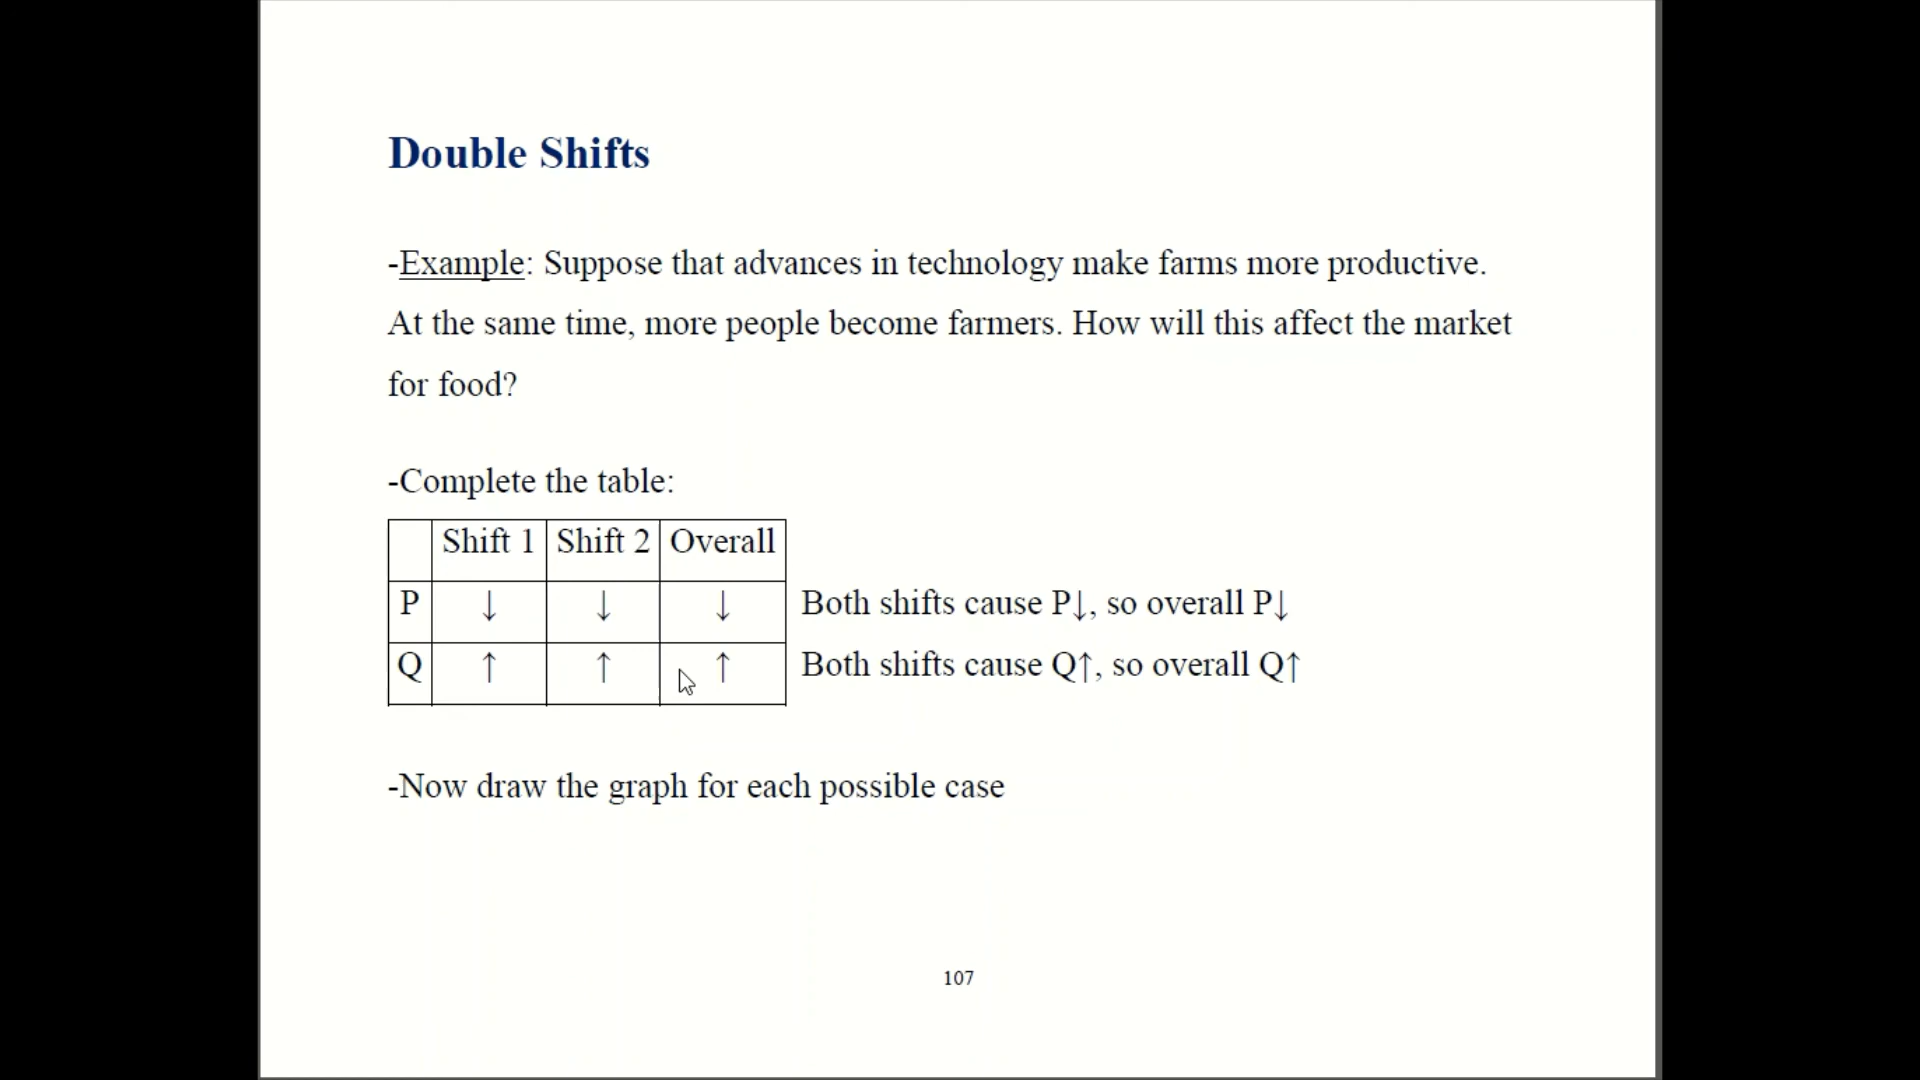 Double Shifts
-Example: Suppose that advances in technology make farms more productive.
At the same time, more people become farmers. How will this affect the market
for food?
-Complete the table:
Shift 1 Shift 2 Overall
P ↓ ↓ ↓ Both shifts cause P↓, so overall P↓
Q ↑ ↑ ↑ Both shifts cause Q↑, so overall Q↑
-Now draw the graph for each possible case
107